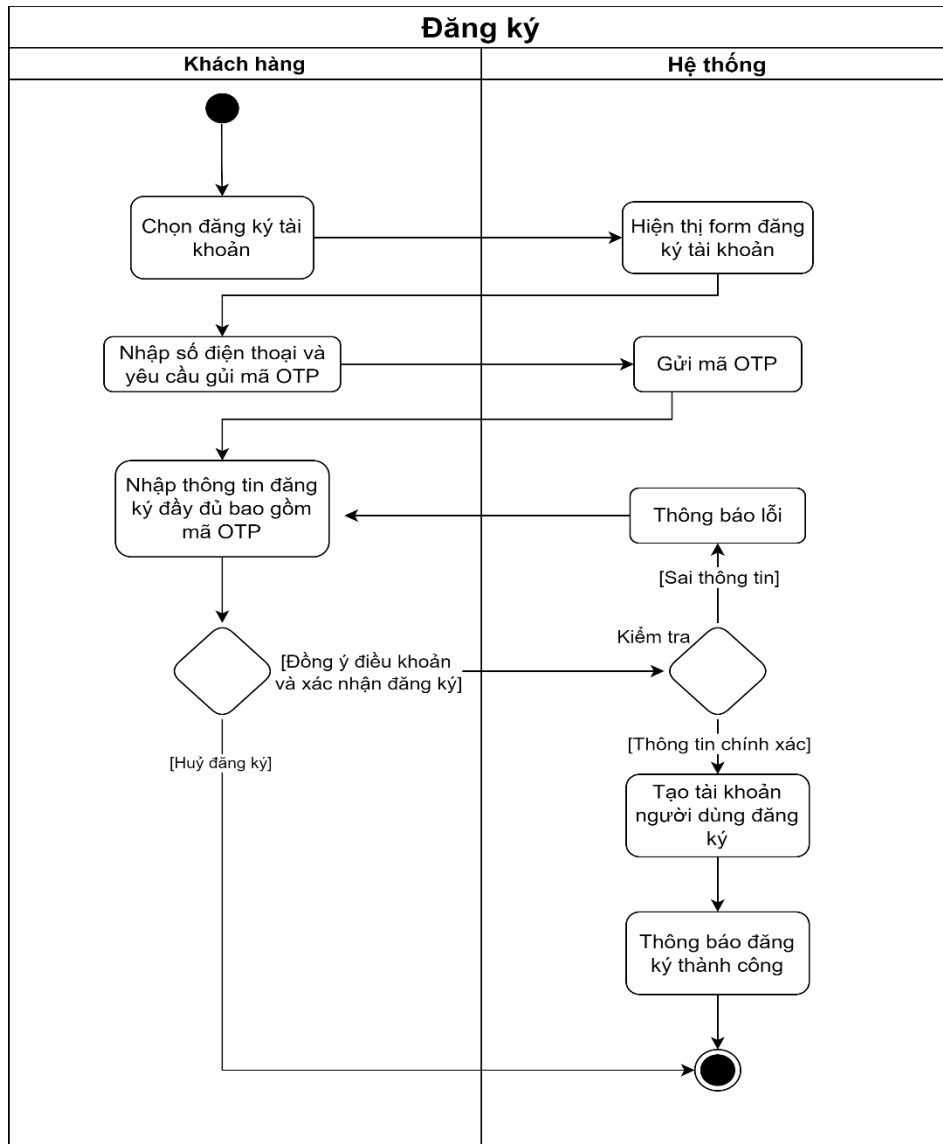 Đăng ký
Khách hàng
Hệ thống
Chọn đăng ký tài
khoản
Hiện thị form đăng
ký tài khoản
Nhập số điện thoại và
yêu cầu gủi mã OTP
Gửi mã OTP
Nhập thông tin đăng
ký đầy đủ bao gồm
mã OTP
Thông báo lỗi
[Sai thông tin]
Kiểm tra
[Đồng ý điều khoản
và xác nhận đăng ký]
[Thông tin chính xác]
[Huỷ đăng ký]
Tạo tài khoản
người dùng đăng
ký
Thông báo đăng
ký thành công